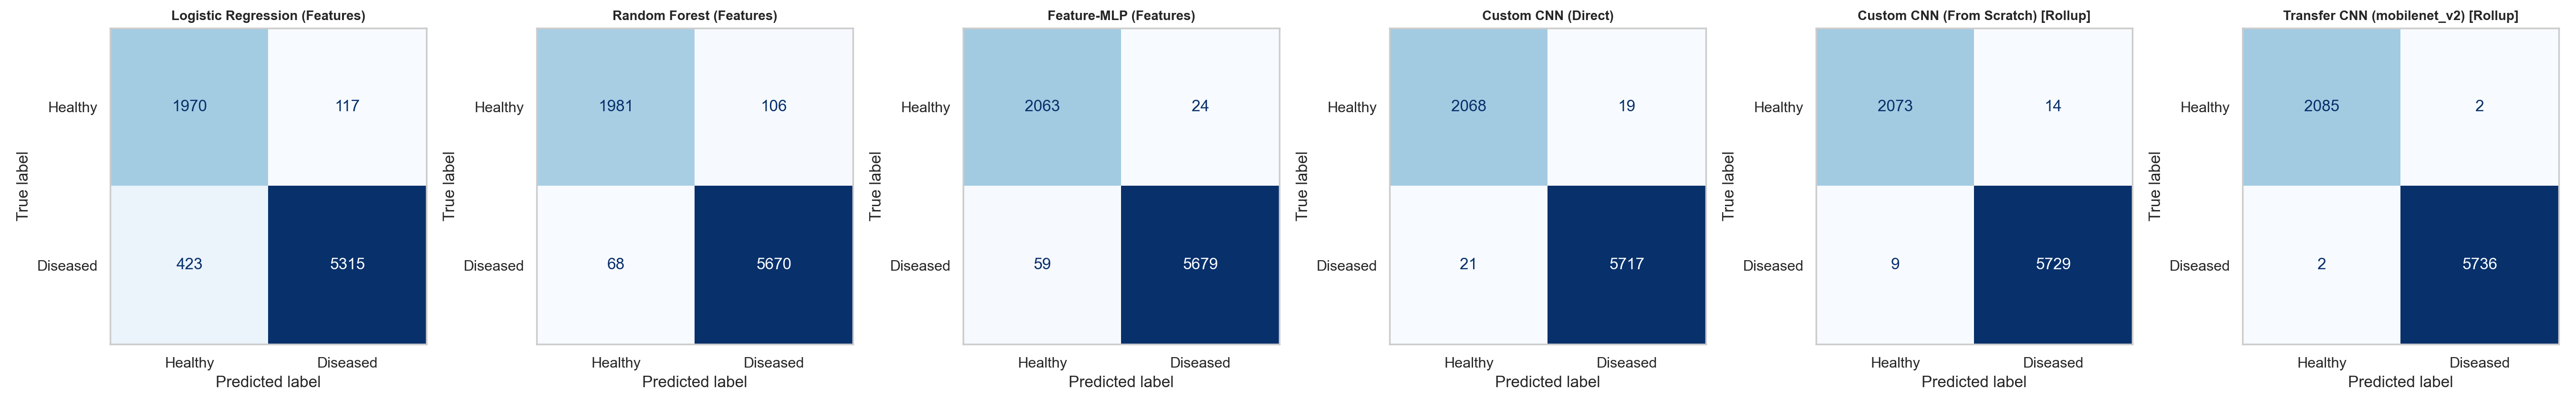 Logistic Regression (Features)
True label
Healthy
Diseased
1970
117
423
5315
Healthy
Diseased
Predicted label
Random Forest (Features)
True label
Healthy
Diseased
1981
106
68
5670
Healthy
Diseased
Predicted label
Feature-MLP (Features)
True label
Healthy
Diseased
2063
24
59
5679
Healthy
Diseased
Predicted label
Custom CNN (Direct)
True label
Healthy
Diseased
2068
19
21
5717
Healthy
Diseased
Predicted label
Custom CNN (From Scratch) [Rollup]
True label
Healthy
Diseased
2073
14
9
5729
Healthy
Diseased
Predicted label
Transfer CNN (mobilenet_v2) [Rollup]
True label
Healthy
Diseased
2085
2
2
5736
Healthy
Diseased
Predicted label